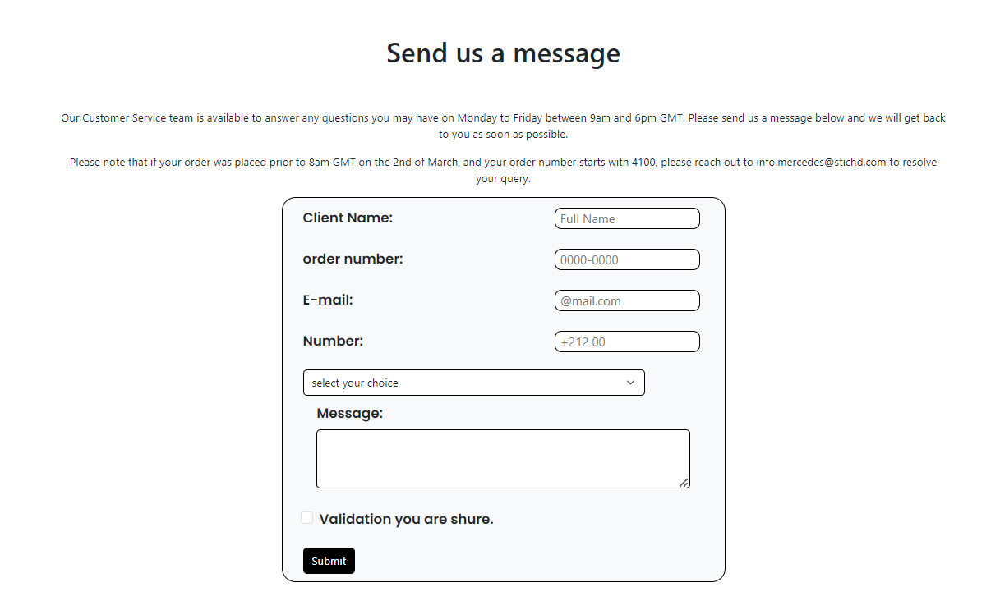 Send us a message
Our Customer Service team is available to answer any questions you may have on Monday to Friday between 9am and 6pm GMT. Please send us a message below and we will get back
to you as soon as possible.
Please note that if your order was placed prior to 8am GMT on the 2nd of March, and your order number starts with 4100, please reach out to info.mercedes@stichd.com to resolve
your query.
Client Name: Full Name
order number: 0000-0000
E-mail: @mail.com
Number: +212 00
select your choice
Message:
Validation you are shure.
Submit